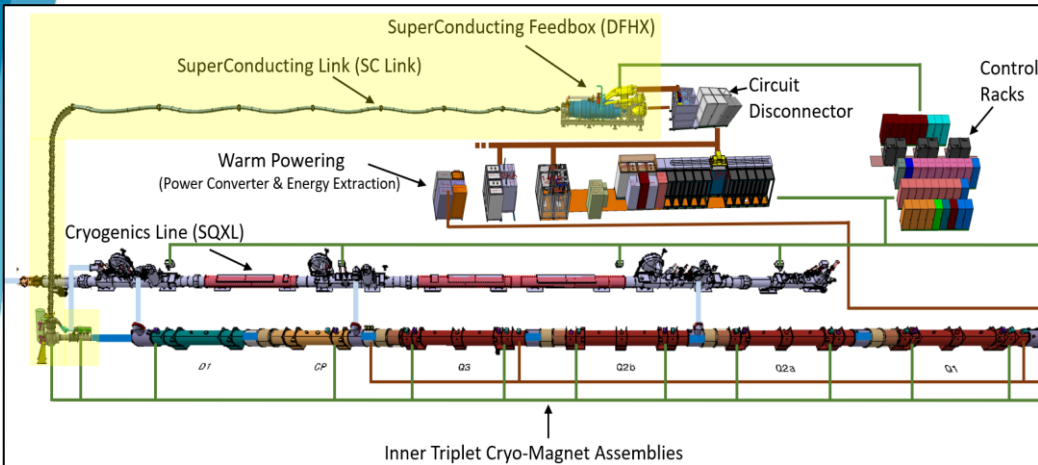 SuperConducting Feedbox (DFHX)
SuperConducting Link (SC Link)
Circuit
Disconnector
Control
Racks
Warm Powering
(Power Converter & Energy Extraction)
Cryogenics Line (SQXL)
D1
CP
Q3
Q2b
Q2a
Q1
Inner Triplet Cryo-Magnet Assemblies